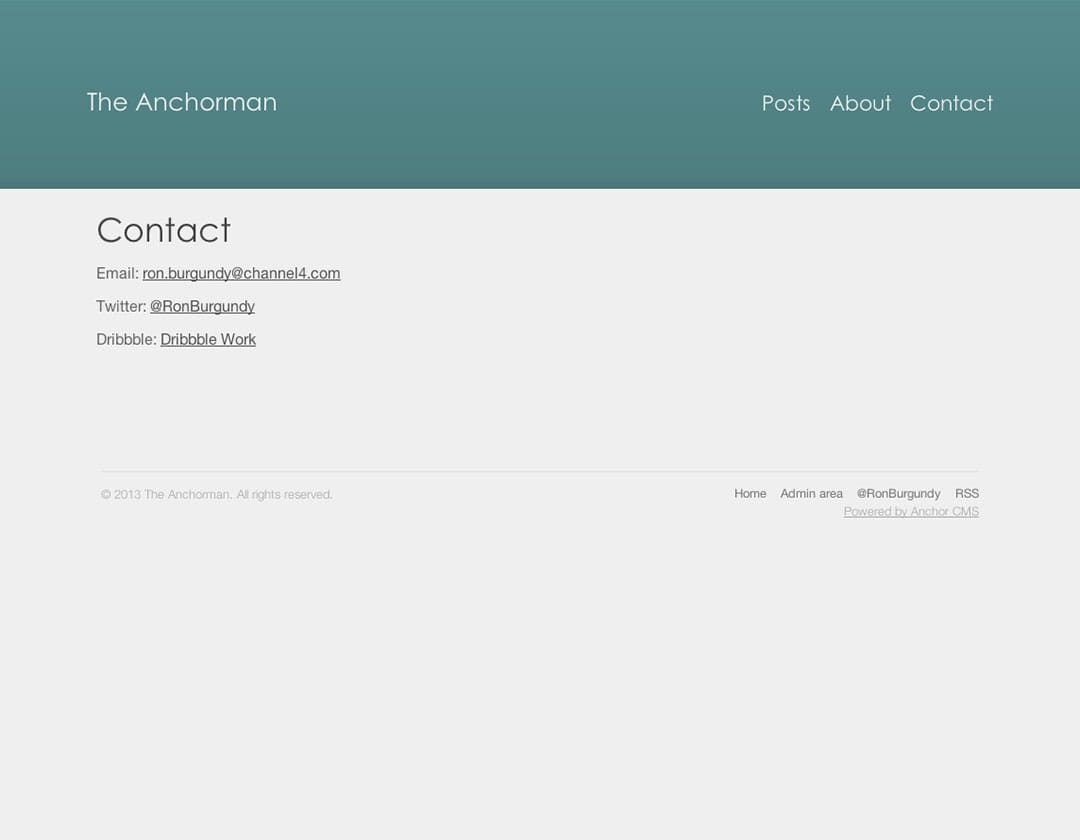 The Anchorman
Posts About Contact
Contact
Email: ron.burgundy@channel4.com
Twitter: @RonBurgundy
Dribbble: Dribbble Work
© 2013 The Anchorman. All rights reserved.
Home Admin area @RonBurgundy RSS
Powered by Anchor CMS